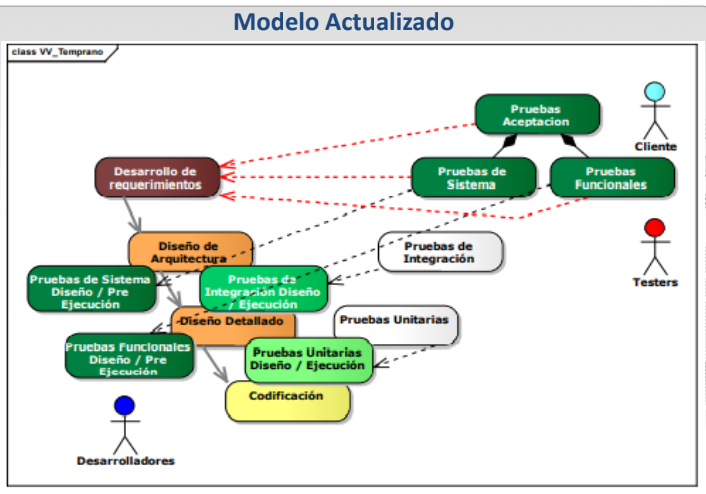 Modelo Actualizado
class VV_Temprano
Pruebas
Aceptacion
Cliente
Desarrollo de
requerimientos
Pruebas de
Sistema
Pruebas
Funcionales
Diseño de
Arquitectura
Pruebas de
Integración
Testers
Pruebas de Sistema
Diseño / Pre
Ejecución
Pruebas de
Integración Diseño
/ Ejecución
Diseño Detallado
Pruebas Unitarias
Pruebas Funcionales
Diseño / Pre
Ejecución
Pruebas Unitarias
Diseño / Ejecución
Codificación
Desarrolladores